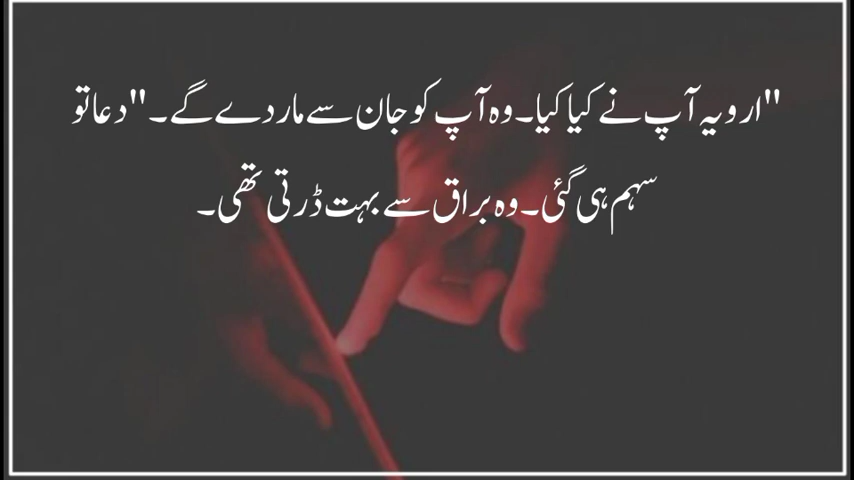 "ارویہ آپ نے کیا کیا۔ وہ آپ کو جان سے مار دے گے۔" دعا تو
سہم ہی گئی۔ وہ براق سے بہت ڈرتی تھی۔